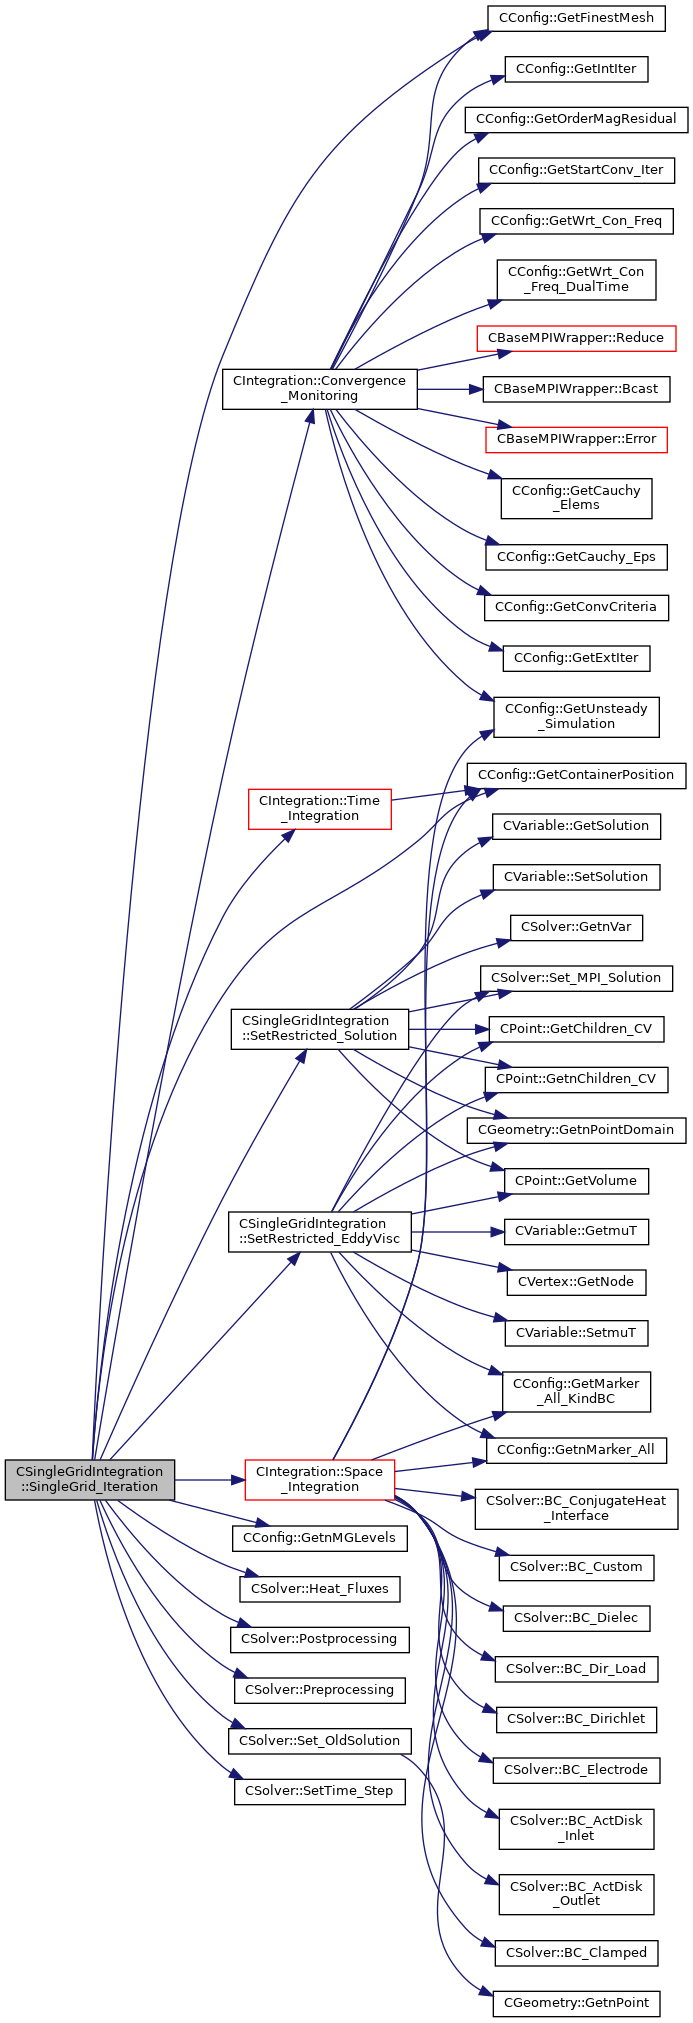 CConfig::GetFinestMesh
CConfig::GetIntIter
CConfig::GetOrderMagResidual
CConfig::GetStartConv_Iter
CConfig::GetWrt_Con_Freq
CConfig::GetWrt_Con
_Freq_DualTime
CBaseMPIWrapper::Reduce
CIntegration::Convergence
_Monitoring
CBaseMPIWrapper::Bcast
CBaseMPIWrapper::Error
CConfig::GetCauchy
_Elems
CConfig::GetCauchy_Eps
CConfig::GetConvCriteria
CConfig::GetExtIter
CConfig::GetUnsteady
_Simulation
CConfig::GetContainerPosition
CIntegration::Time
_Integration
CVariable::GetSolution
CVariable::SetSolution
CSolver::GetnVar
CSolver::Set_MPI_Solution
CSingleGridIntegration
::SetRestricted_Solution
CPoint::GetChildren_CV
CPoint::GetnChildren_CV
CGeometry::GetnPointDomain
CPoint::GetVolume
CSingleGridIntegration
::SetRestricted_EddyVisc
CVariable::GetmuT
CVertex::GetNode
CVariable::SetmuT
CConfig::GetMarker
_All_KindBC
CConfig::GetnMarker_All
CSingleGridIntegration
::SingleGrid_Iteration
CIntegration::Space
_Integration
CSolver::BC_ConjugateHeat
_Interface
CConfig::GetnMGLevels
CSolver::BC_Custom
CSolver::Heat_Fluxes
CSolver::BC_Dielec
CSolver::Postprocessing
CSolver::BC_Dir_Load
CSolver::Preprocessing
CSolver::BC_Dirichlet
CSolver::Set_OldSolution
CSolver::BC_Electrode
CSolver::SetTime_Step
CSolver::BC_ActDisk
_Inlet
CSolver::BC_ActDisk
_Outlet
CSolver::BC_Clamped
CGeometry::GetnPoint